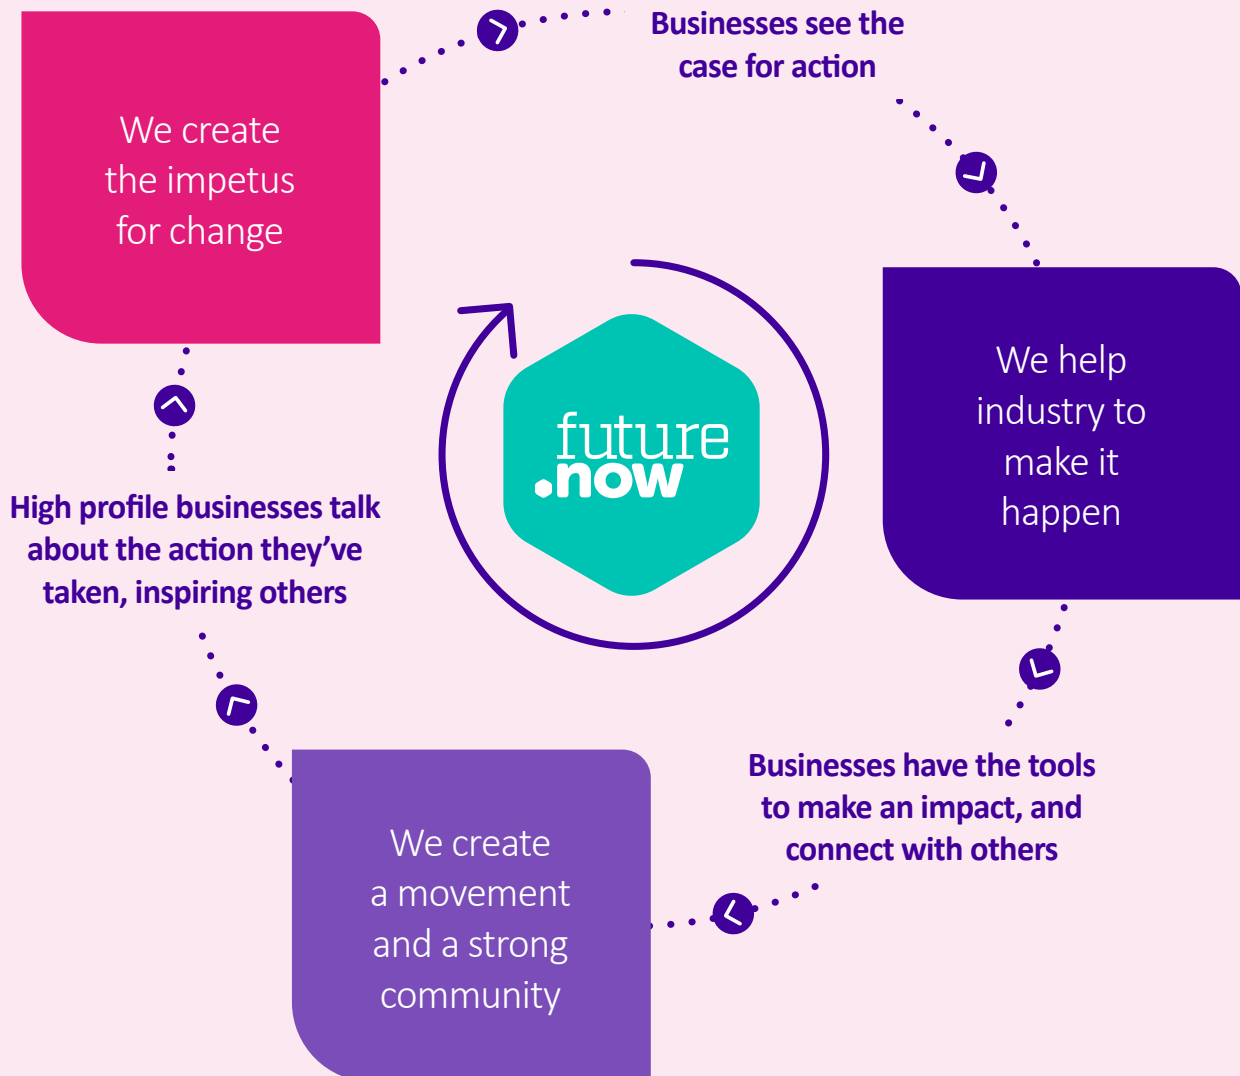 Businesses see the
case for action
We create
the impetus
for change
We help
industry to
make it
happen
future
.now
High profile businesses talk
about the action they’ve
taken, inspiring others
Businesses have the tools
to make an impact, and
connect with others
We create
a movement
and a strong
community